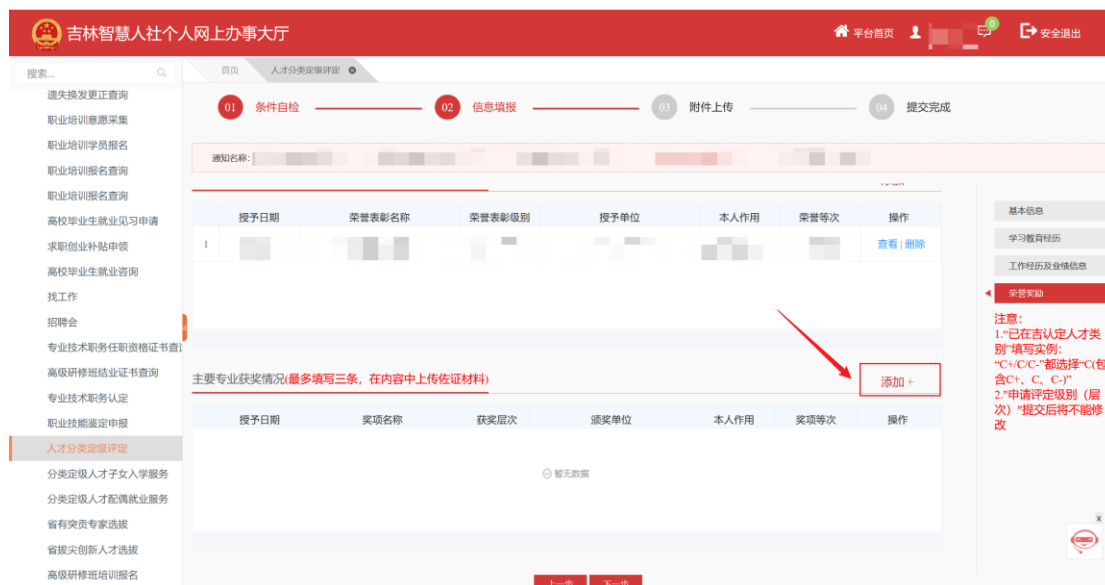 吉林智慧人社个人网上办事大厅
平台首页
0
安全退出
搜索...
首页
人才分类定级评定
遗失换发更正查询
职业培训意愿采集
职业培训学员报名
职业培训报名查询
职业培训报名查询
高校毕业生就业见习申请
求职创业补贴申领
高校毕业生就业咨询
找工作
招聘会
专业技术职务任职资格证书查询
高级研修班结业证书查询
专业技术职务认定
职业技能鉴定申报
人才分类定级评定
分类定级人才子女入学服务
分类定级人才配偶就业服务
省有突贡专家选拔
省拔尖创新人才选拔
高级研修班培训报名
01 条件自检
02 信息填报
03 附件上传
04 提交完成
通知名称:
授予日期 荣誉表彰名称 荣誉表彰级别 授予单位 本人作用 荣誉等次 操作
1 查看 | 删除
主要专业获奖情况(最多填写三条，在内容中上传佐证材料)
添加 +
授予日期 奖项名称 获奖层次 颁奖单位 本人作用 奖项等次 操作
暂无数据
上一步 下一步
基本信息
学习教育经历
工作经历及业绩信息
荣誉奖励
注意:
1."已在吉认定人才类
别"填写实例:
"C+/C/C-"都选择"C(包
含C+、C、C-)"
2."申请评定级别（层
次）"提交后将不能修
改
x